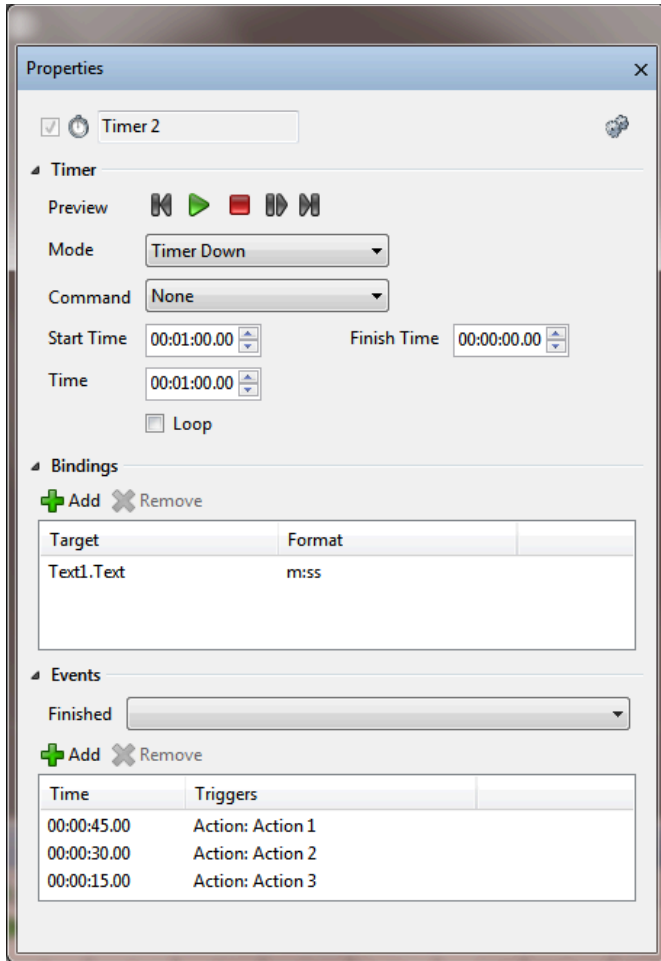 Properties
Timer 2
Timer
Preview
Mode Timer Down
Command None
Start Time 00:01:00.00 Finish Time 00:00:00.00
Time 00:01:00.00
Loop
Bindings
Add Remove
Target Format
Text1.Text m:ss
Events
Finished
Add Remove
Time Triggers
00:00:45.00 Action: Action 1
00:00:30.00 Action: Action 2
00:00:15.00 Action: Action 3